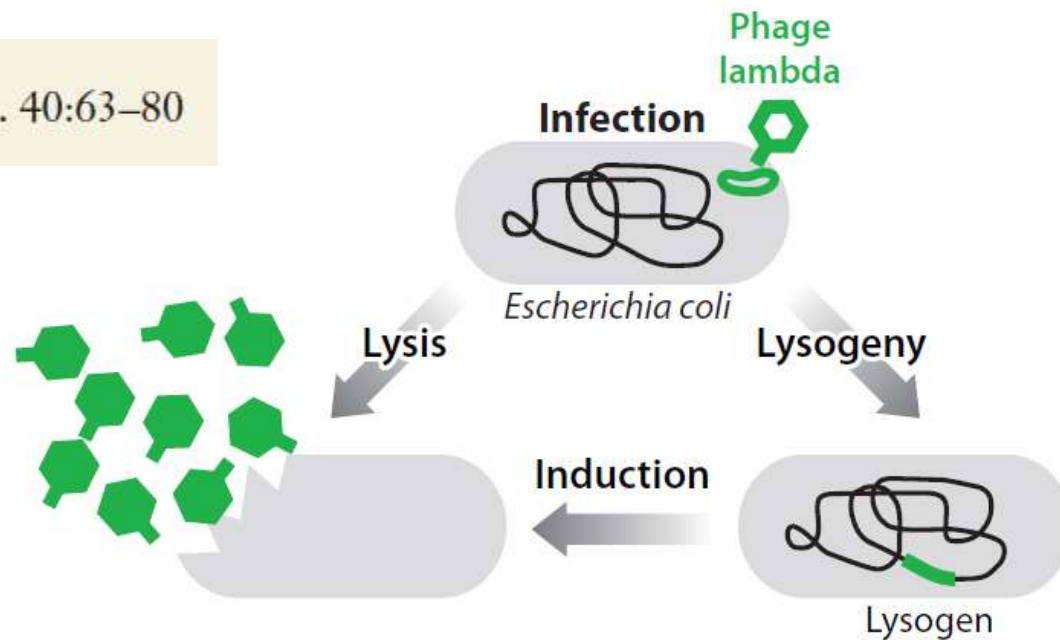 . 40:63–80
Phage
lambda
Infection
Escherichia coli
Lysis
Lysogeny
Induction
Lysogen